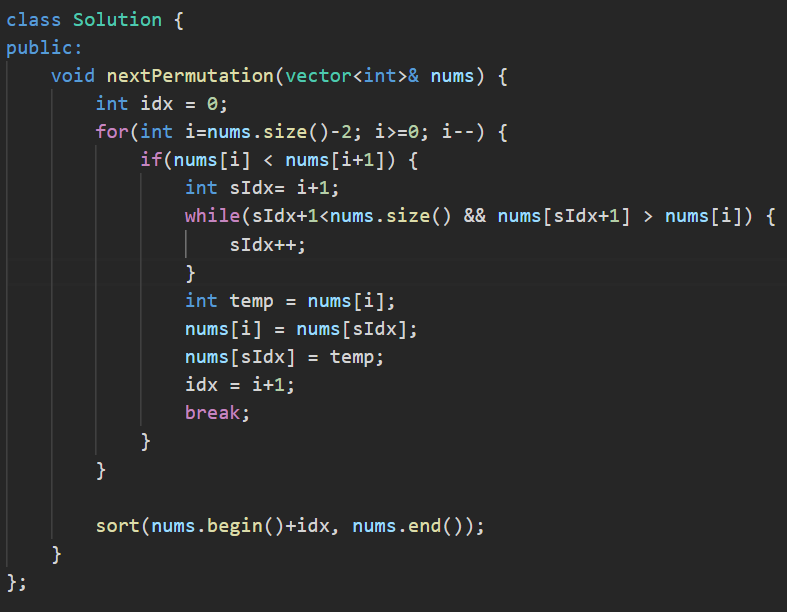 class Solution {
public:
    void nextPermutation(vector<int>& nums) {
        int idx = 0;
        for(int i=nums.size()-2; i>=0; i--) {
            if(nums[i] < nums[i+1]) {
                int sIdx= i+1;
                while(sIdx+1<nums.size() && nums[sIdx+1] > nums[i]) {
                    sIdx++;
                }
                int temp = nums[i];
                nums[i] = nums[sIdx];
                nums[sIdx] = temp;
                idx = i+1;
                break;
            }
        }

        sort(nums.begin()+idx, nums.end());
    }
};